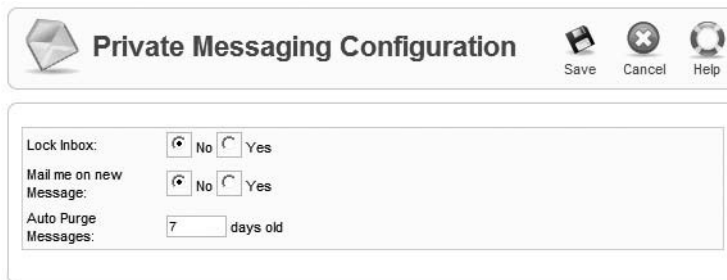 Private Messaging Configuration
Save Cancel Help
Lock Inbox: No Yes
Mail me on new
Message: No Yes
Auto Purge
Messages: 7 days old